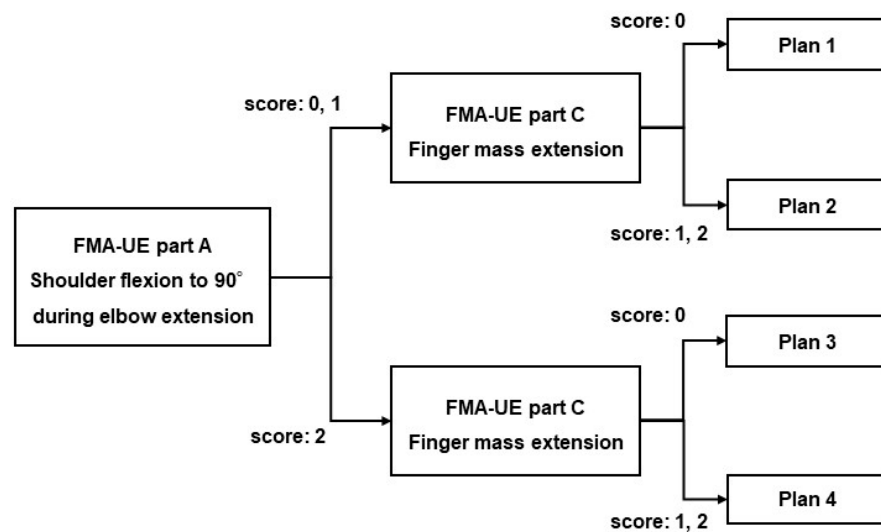 score: 0
Plan 1
score: 0, 1
FMA-UE part C
Finger mass extension
Plan 2
score: 1, 2
FMA-UE part A
Shoulder flexion to 90°
during elbow extension
score: 0
Plan 3
FMA-UE part C
Finger mass extension
score: 2
Plan 4
score: 1, 2